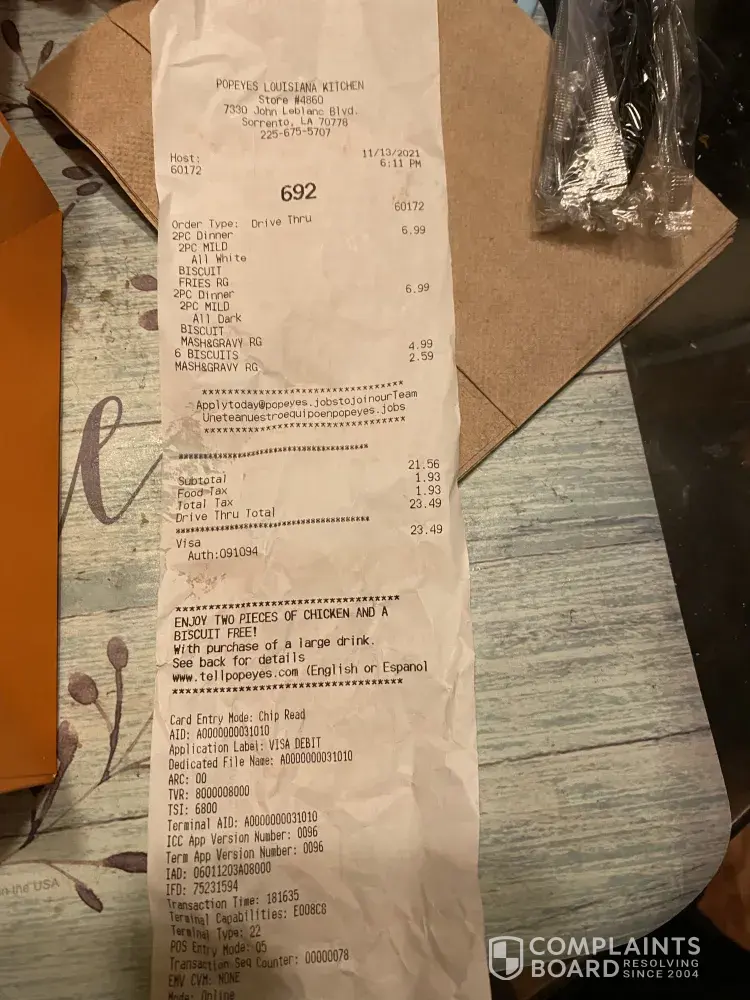 POPEYES LOUISIANA KITCHEN
Store #4860
7330 John Leblanc Blvd.
Sorrento, LA 70778
225-675-5707
Host: 11/13/2021
60172 6:11 PM
692
60172
Order Type: Drive Thru
2PC Dinner 6.99
2PC MILD
All White
BISCUIT
FRIES RG
2PC Dinner 6.99
2PC MILD
All Dark
BISCUIT
MASH&GRAVY RG
6 BISCUITS 4.99
MASH&GRAVY RG 2.59
********************************
Applytoday@popeyes.jobstojoinourTeam
Uneteanuestroequipoenpopeyes.jobs
********************************
******************************
Subtotal 21.56
Food Tax 1.93
Total Tax 1.93
Drive Thru Total 23.49
******************************
Visa 23.49
Auth:091094
********************************
ENJOY TWO PIECES OF CHICKEN AND A
BISCUIT FREE!
With purchase of a large drink.
See back for details
www.tellpopeyes.com (English or Espanol
********************************
Card Entry Mode: Chip Read
AID: A0000000031010
Application Label: VISA DEBIT
Dedicated File Name: A0000000031010
ARC: 00
TVR: 8000008000
TSI: 6800
Terminal AID: A0000000031010
ICC App Version Number: 0096
Term App Version Number: 0096
IAD: 06011203A08000
IFD: 75231594
Transaction Time: 181635
Terminal Capabilities: E008C8
Terminal Type: 22
POS Entry Mode: 05
Transaction Seq Counter: 00000078
EMV CVM: NONE
Mode: Online
in the USA
COMPLAINTS
BOARD RESOLVING
SINCE 2004